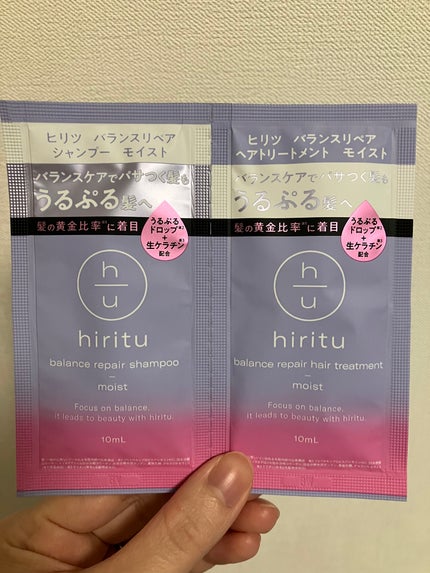 ヒリツ バランスリペア
シャンプー モイスト
バランスケアでパサつく髪も
うるぷる髪へ
髪の黄金比率に着目
うるぷる
ドロップ
+
生ケラチン
配合
h
u
hiritu
balance repair shampoo
moist
Focus on balance,
it leads to beauty with hiritu.
10mL
ヒリツ バランスリペア
ヘアトリートメント モイスト
バランスケアでパサつく髪も
うるぷる髪へ
髪の黄金比率に着目
うるぷる
ドロップ
+
生ケラチン
配合
h
u
hiritu
balance repair hair treatment
moist
Focus on balance,
it leads to beauty with hiritu.
10mL